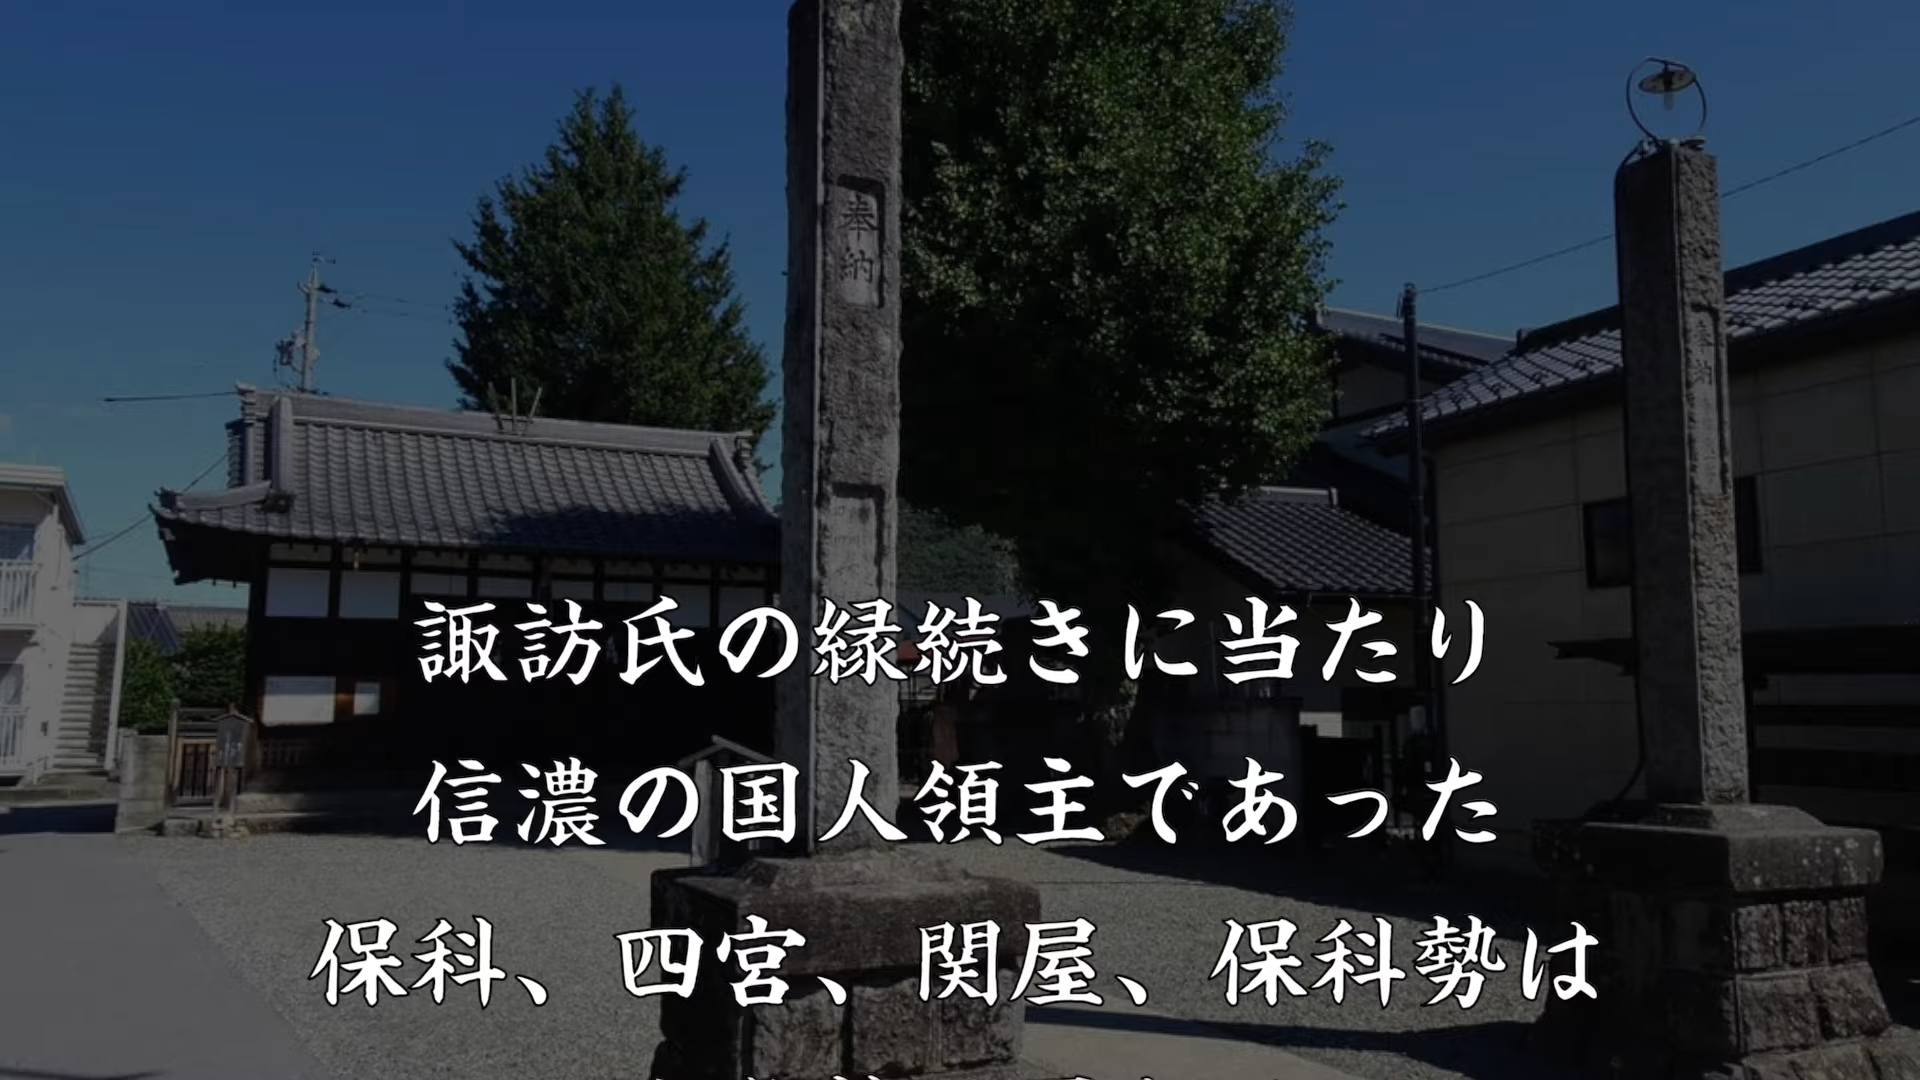 奉納
諏訪氏の縁続きに当たり
信濃の国人領主であった
保科、四宮、関屋、保科勢は